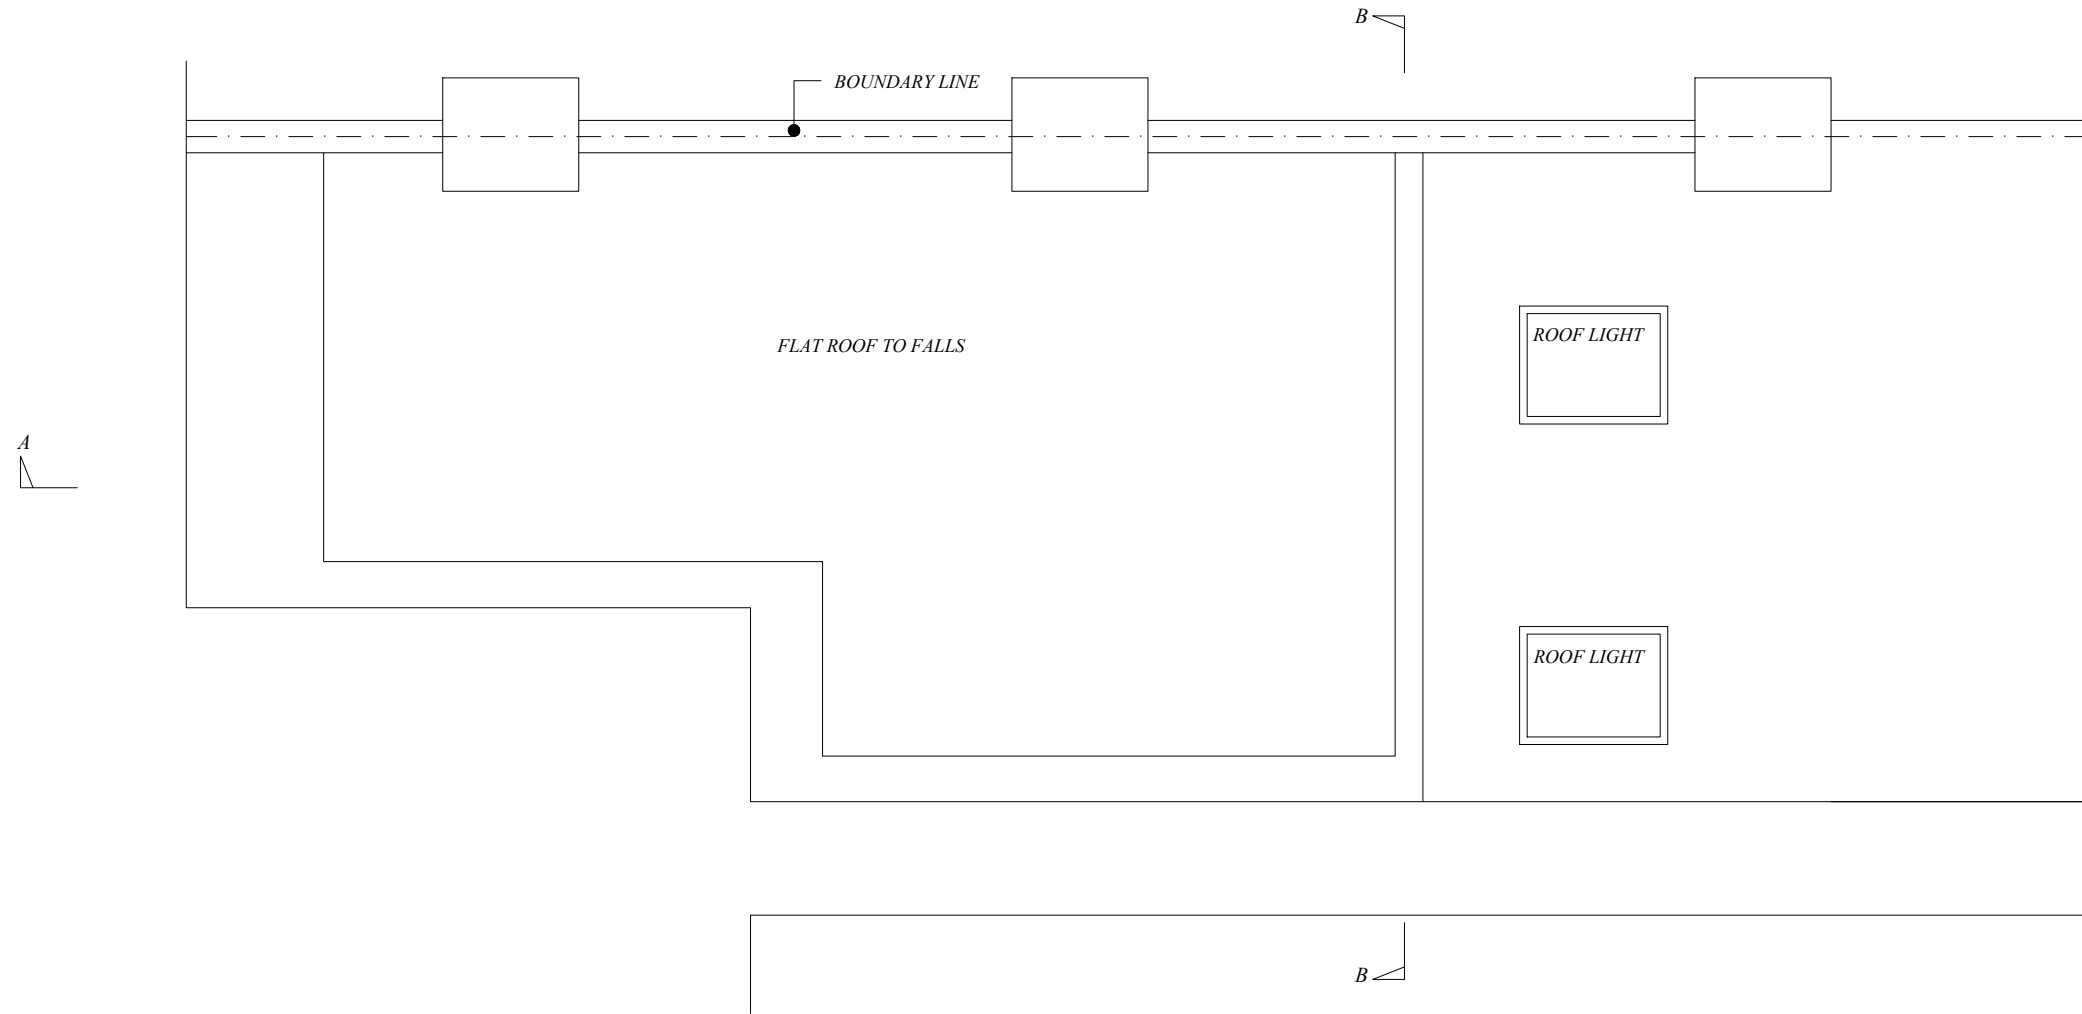 B
BOUNDARY LINE
ROOF LIGHT
FLAT ROOF TO FALLS
A
ROOF LIGHT
B